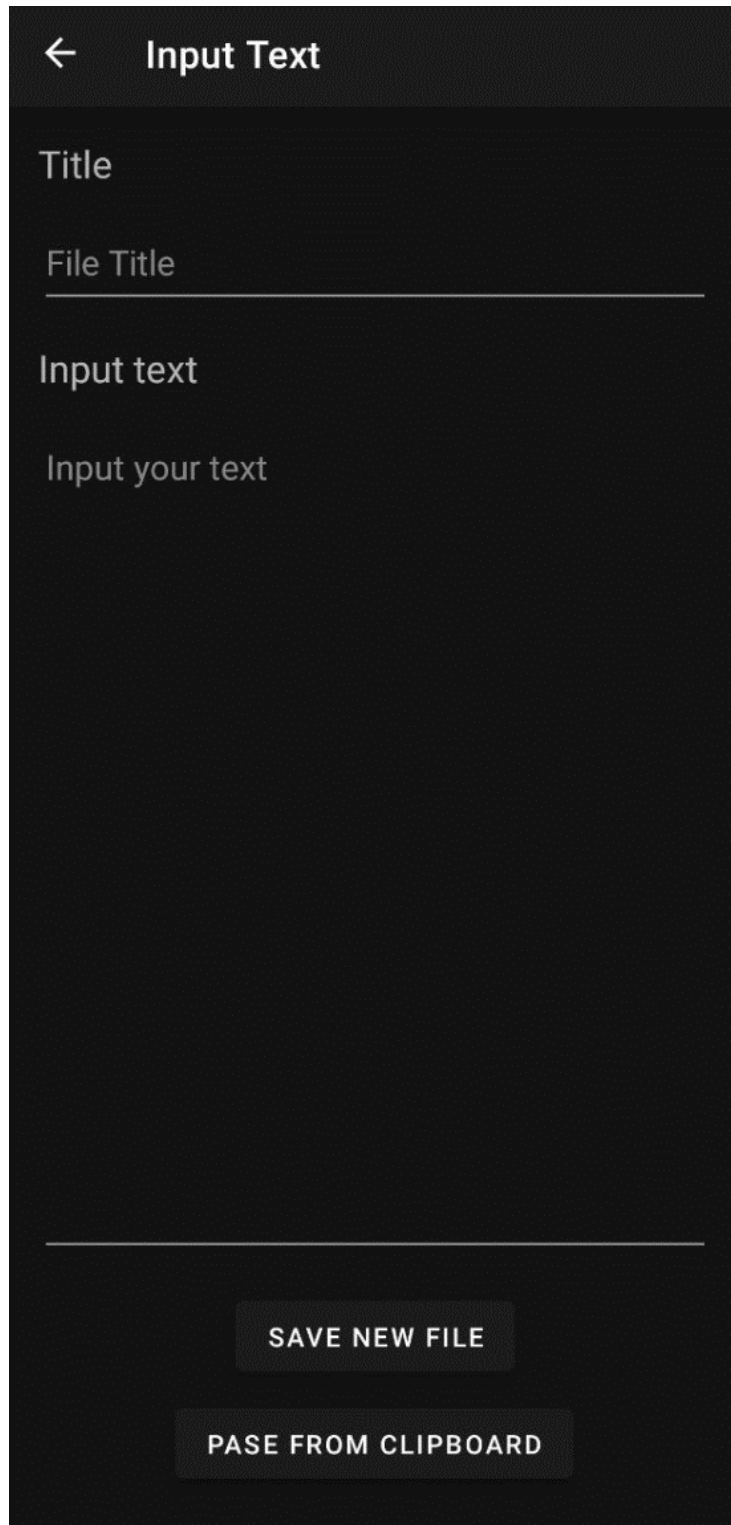 Input Text
Title
File Title
Input text
Input your text
SAVE NEW FILE
PASE FROM CLIPBOARD